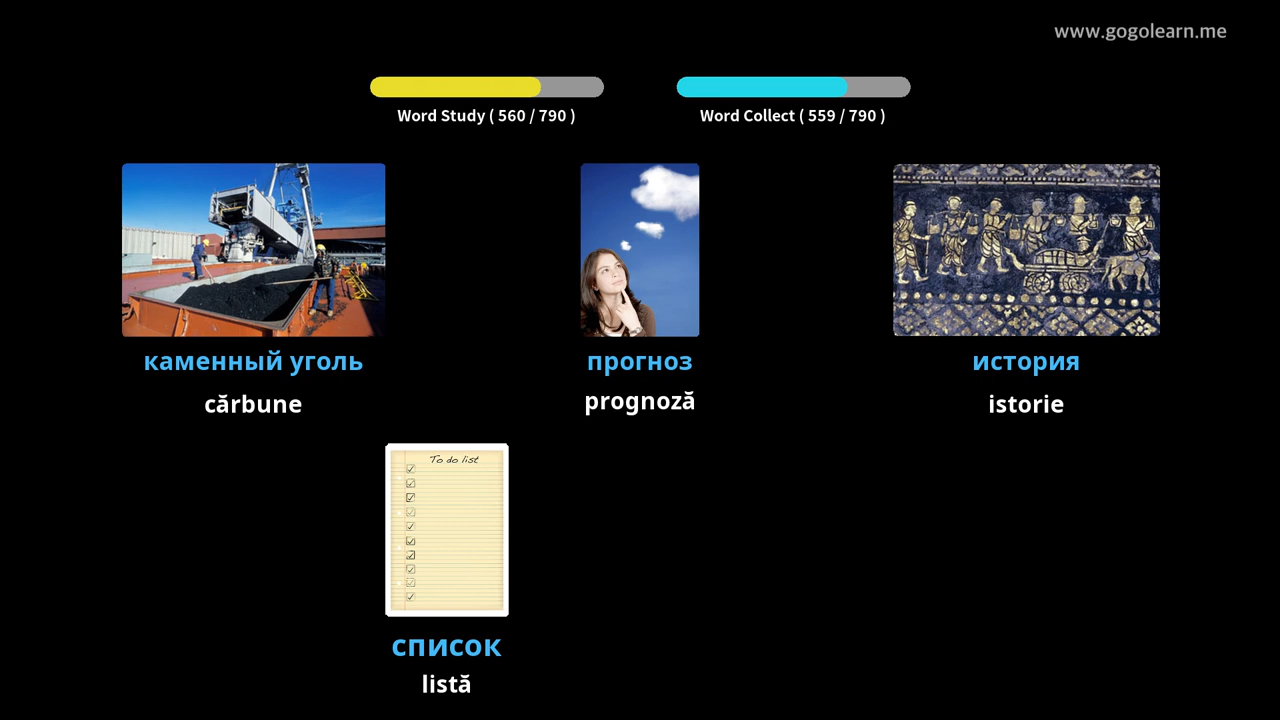 www.gogolearn.me
Word Study ( 560 / 790 )
Word Collect ( 559 / 790 )
каменный уголь
прогноз
история
cărbune
prognoză
istorie
To do list
список
listă